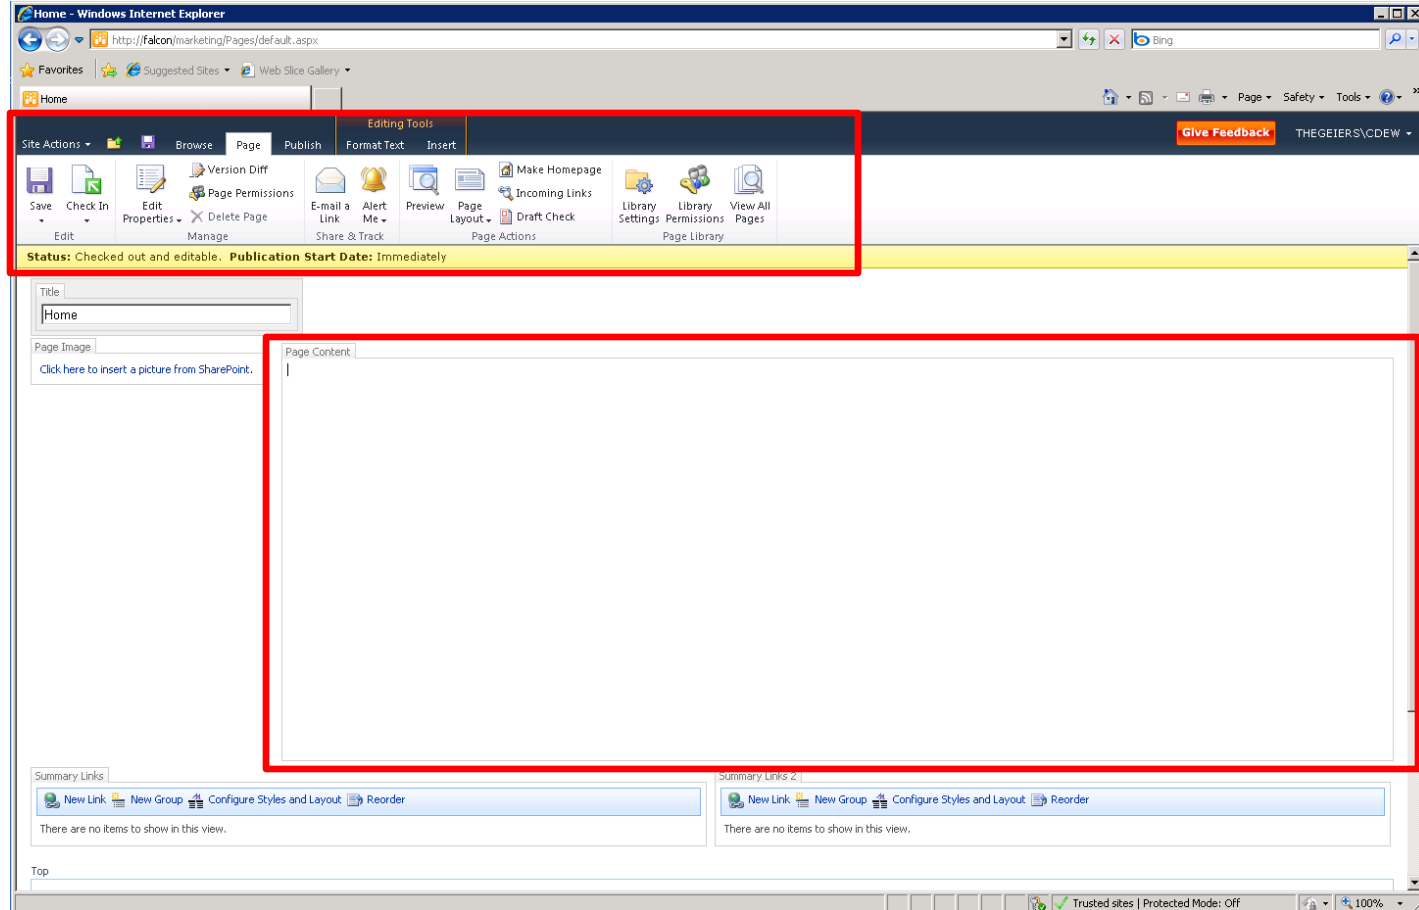 Home - Windows Internet Explorer
http://falcon/marketing/Pages/default.aspx
Bing
Favorites Suggested Sites Web Slice Gallery
Home
Page Safety Tools
Editing Tools
Site Actions Browse Page Publish Format Text Insert
Give Feedback THEGEIERS\CDEW
Save
Check In
Edit
Edit Properties
Version Diff
Page Permissions
Delete Page
Manage
E-mail a Link
Alert Me
Share & Track
Preview
Page Layout
Make Homepage
Incoming Links
Draft Check
Page Actions
Library Settings
Library Permissions
View All Pages
Page Library
Status: Checked out and editable. Publication Start Date: Immediately
Title
Home
Page Image
Click here to insert a picture from SharePoint.
Page Content
Summary Links
New Link New Group Configure Styles and Layout Reorder
There are no items to show in this view.
Summary Links 2
New Link New Group Configure Styles and Layout Reorder
There are no items to show in this view.
Top
Trusted sites | Protected Mode: Off 100%